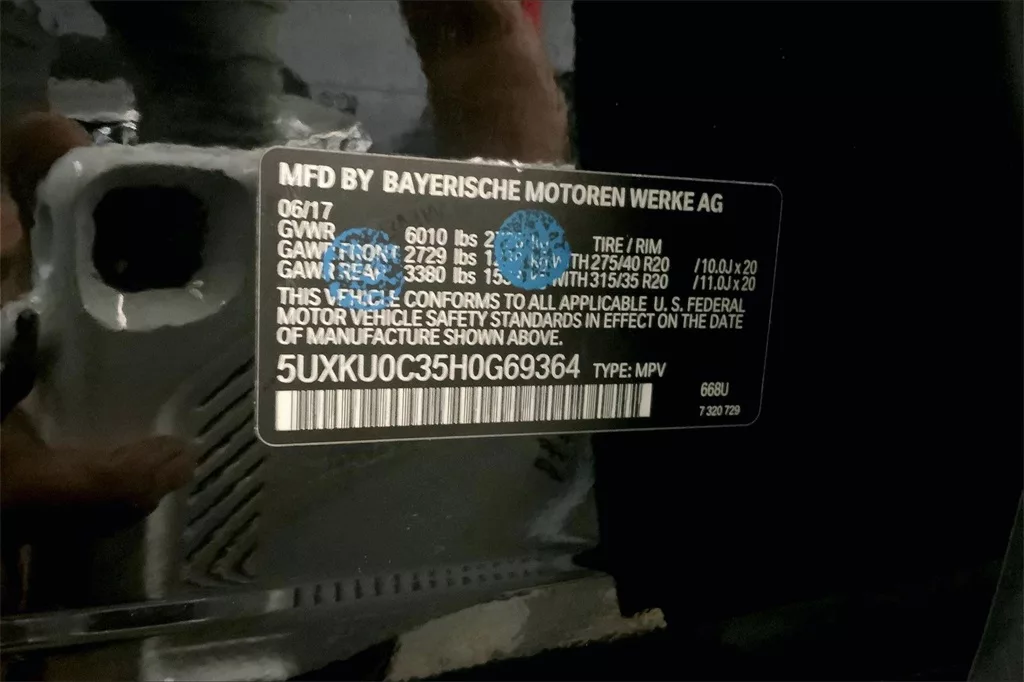 MFD BY BAYERISCHE MOTOREN WERKE AG
06/17
GVWR 6010 lbs
GAWR FRONT 2729 lbs WITH 275/40 R20 /10.0J x 20
GAWR REAR 3380 lbs WITH 315/35 R20 /11.0J x 20
TIRE / RIM
THIS VEHICLE CONFORMS TO ALL APPLICABLE U. S. FEDERAL
MOTOR VEHICLE SAFETY STANDARDS IN EFFECT ON THE DATE
OF MANUFACTURE SHOWN ABOVE.
5UXKU0C35H0G69364 TYPE: MPV
668U
7 320 729